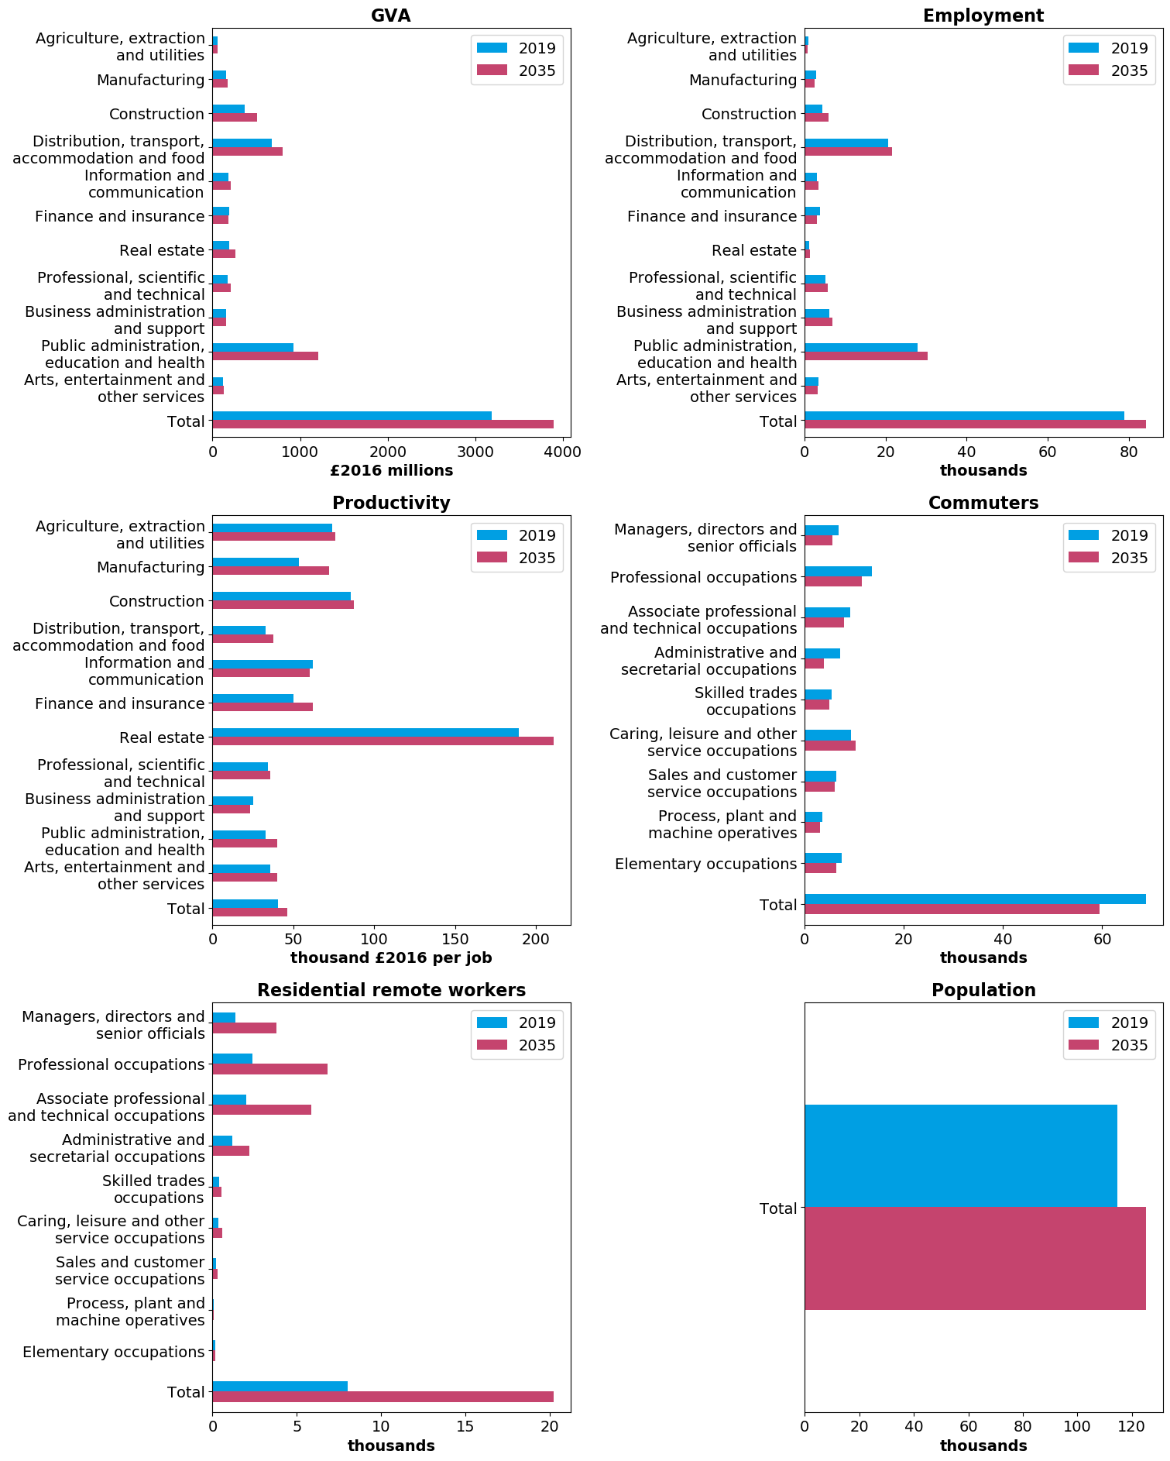 GVA
Agriculture, extraction
and utilities
Manufacturing
Construction
Distribution, transport,
accommodation and food
Information and
communication
Finance and insurance
Real estate
Professional, scientific
and technical
Business administration
and support
Public administration,
education and health
Arts, entertainment and
other services
Total
2019
2035
0 1000 2000 3000 4000
£2016 millions
Employment
Agriculture, extraction
and utilities
Manufacturing
Construction
Distribution, transport,
accommodation and food
Information and
communication
Finance and insurance
Real estate
Professional, scientific
and technical
Business administration
and support
Public administration,
education and health
Arts, entertainment and
other services
Total
2019
2035
0 20 40 60 80
thousands
Productivity
Agriculture, extraction
and utilities
Manufacturing
Construction
Distribution, transport,
accommodation and food
Information and
communication
Finance and insurance
Real estate
Professional, scientific
and technical
Business administration
and support
Public administration,
education and health
Arts, entertainment and
other services
Total
2019
2035
0 50 100 150 200
thousand £2016 per job
Commuters
Managers, directors and
senior officials
Professional occupations
Associate professional
and technical occupations
Administrative and
secretarial occupations
Skilled trades
occupations
Caring, leisure and other
service occupations
Sales and customer
service occupations
Process, plant and
machine operatives
Elementary occupations
Total
2019
2035
0 20 40 60
thousands
Residential remote workers
Managers, directors and
senior officials
Professional occupations
Associate professional
and technical occupations
Administrative and
secretarial occupations
Skilled trades
occupations
Caring, leisure and other
service occupations
Sales and customer
service occupations
Process, plant and
machine operatives
Elementary occupations
Total
2019
2035
0 5 10 15 20
thousands
Population
Total
2019
2035
0 20 40 60 80 100 120
thousands